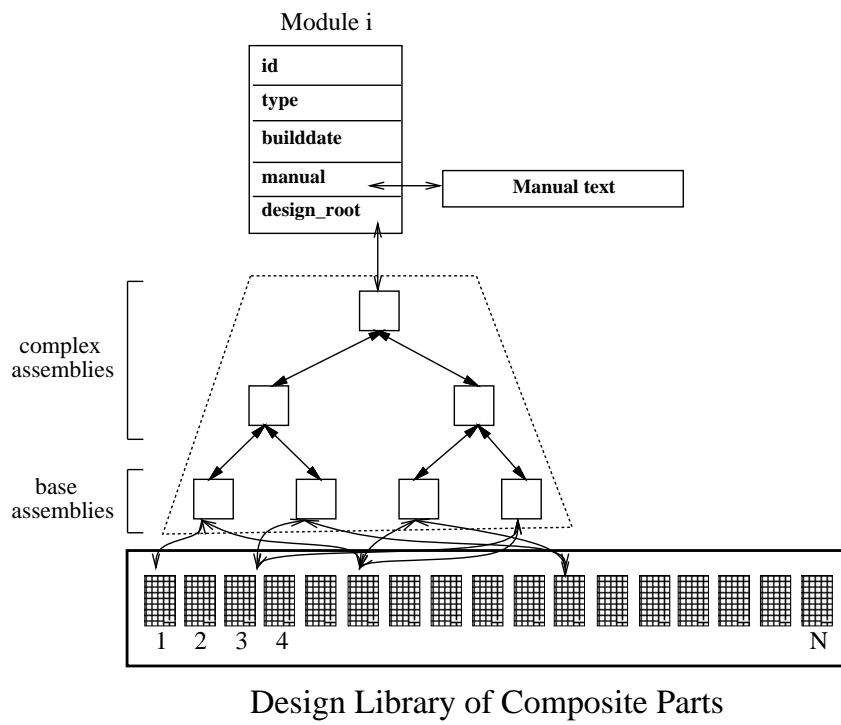 Module i
id
type
builddate
manual
Manual text
design_root
complex
assemblies
base
assemblies
1 2 3 4 N
Design Library of Composite Parts